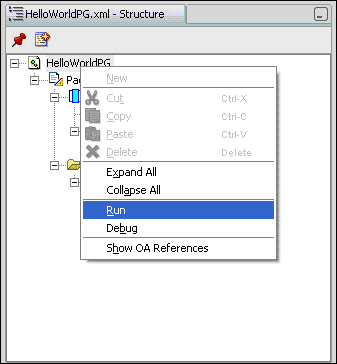 HelloWorldPG.xml - Structure
HelloWorldPG
Pac
New
Cut Ctrl-X
Copy Ctrl-C
Paste Ctrl-V
Delete Delete
Expand All
Collapse All
Run
Debug
Show OA References